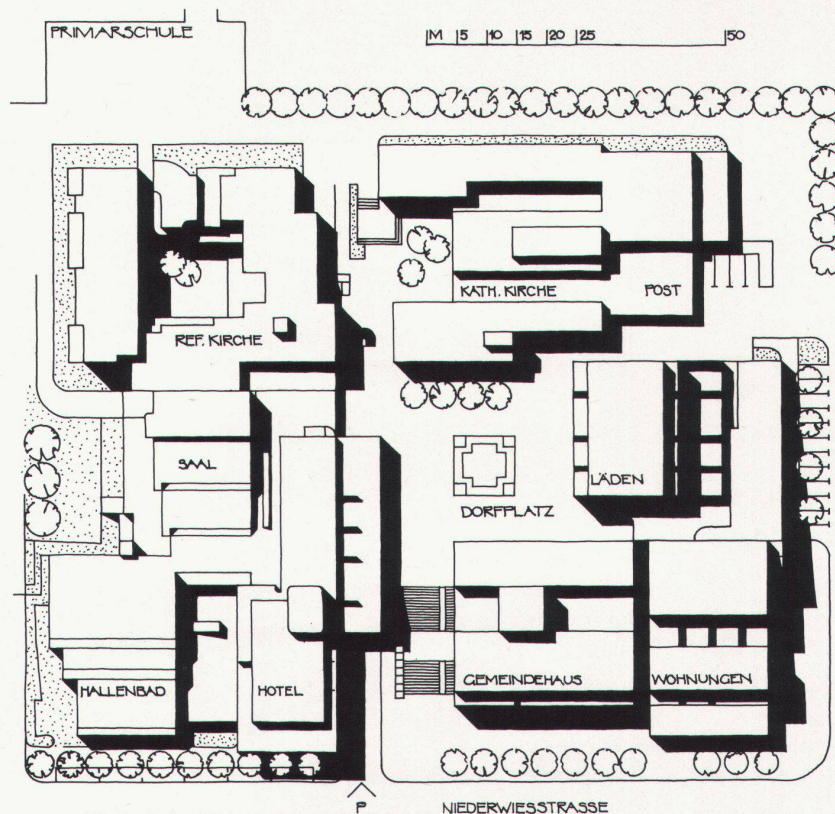 PRIMARSCHULE
M 5 10 15 20 25 50
KATH. KIRCHE
POST
REF. KIRCHE
SAAL
LÄDEN
DORFPLATZ
HALLENBAD
HOTEL
GEMEINDEHAUS
WOHNUNGEN
P
NIEDERWIESSTRASSE